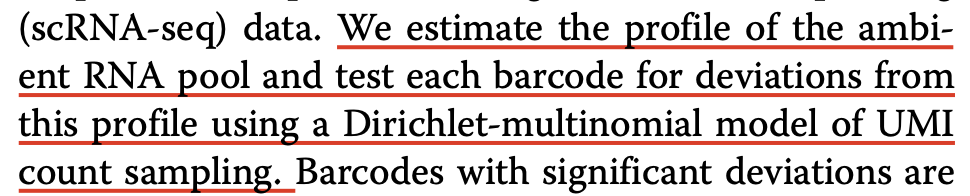 (scRNA-seq) data. We estimate the profile of the ambi-
ent RNA pool and test each barcode for deviations from
this profile using a Dirichlet-multinomial model of UMI
count sampling. Barcodes with significant deviations are